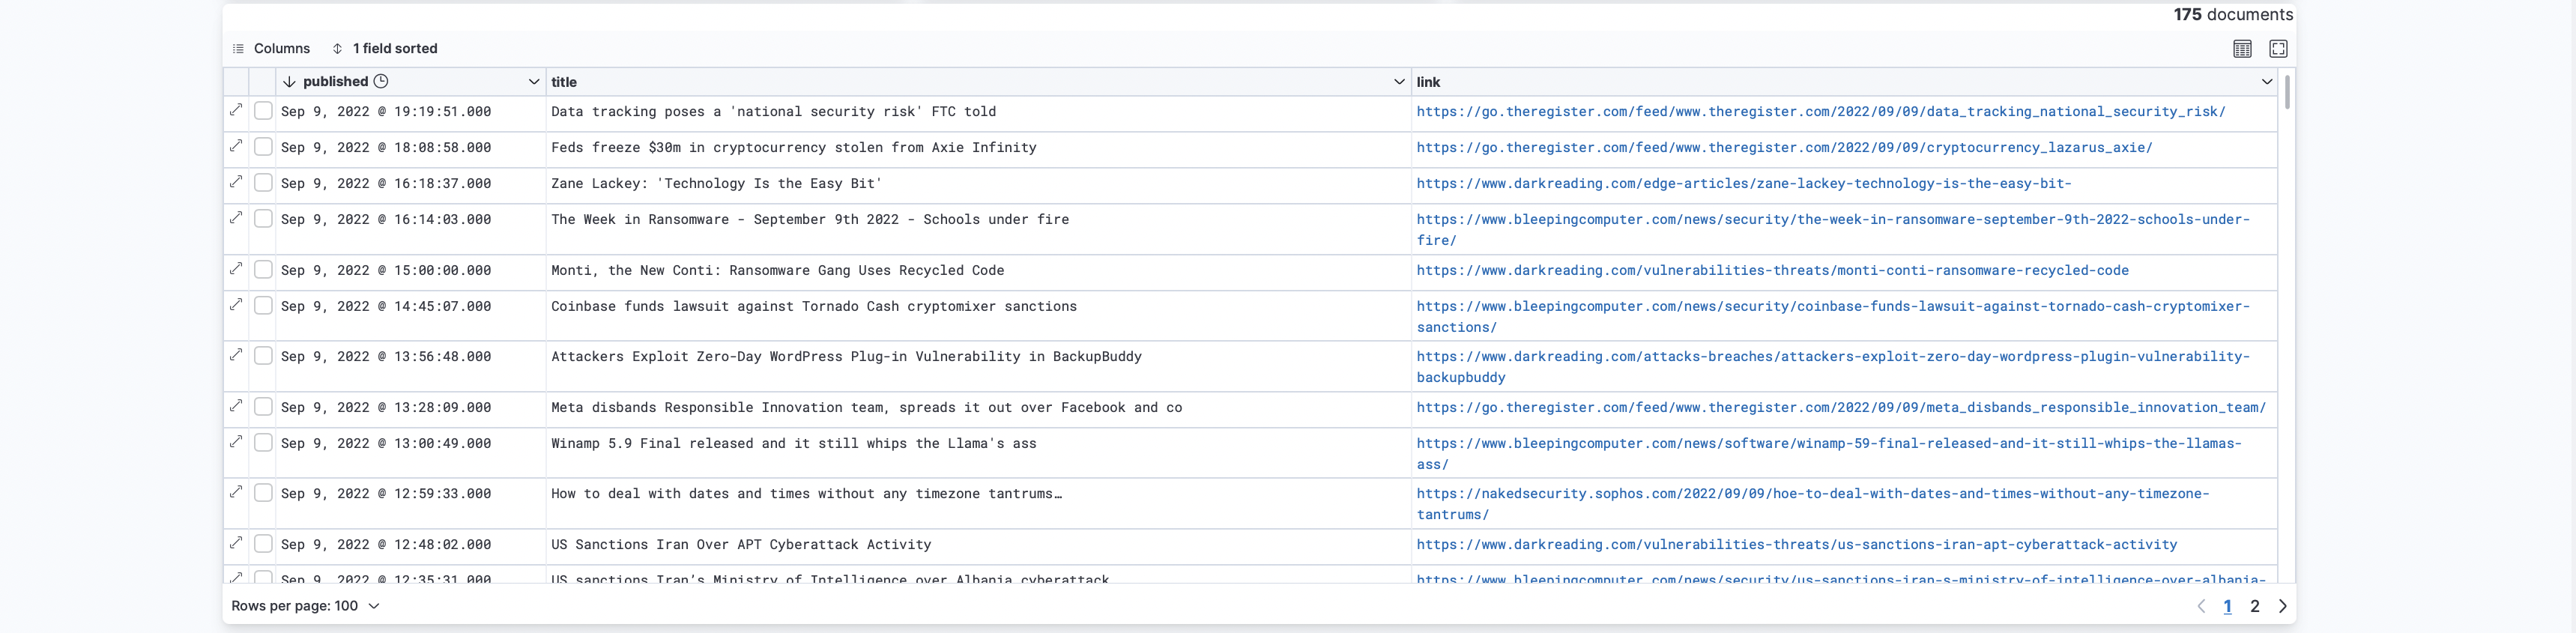 175 documents
Columns 1 field sorted
published title link
Sep 9, 2022 @ 19:19:51.000 Data tracking poses a 'national security risk' FTC told https://go.theregister.com/feed/www.theregister.com/2022/09/09/data_tracking_national_security_risk/
Sep 9, 2022 @ 18:08:58.000 Feds freeze $30m in cryptocurrency stolen from Axie Infinity https://go.theregister.com/feed/www.theregister.com/2022/09/09/cryptocurrency_lazarus_axie/
Sep 9, 2022 @ 16:18:37.000 Zane Lackey: 'Technology Is the Easy Bit' https://www.darkreading.com/edge-articles/zane-lackey-technology-is-the-easy-bit-
Sep 9, 2022 @ 16:14:03.000 The Week in Ransomware - September 9th 2022 - Schools under fire https://www.bleepingcomputer.com/news/security/the-week-in-ransomware-september-9th-2022-schools-under-
fire/
Sep 9, 2022 @ 15:00:00.000 Monti, the New Conti: Ransomware Gang Uses Recycled Code https://www.darkreading.com/vulnerabilities-threats/monti-conti-ransomware-recycled-code
Sep 9, 2022 @ 14:45:07.000 Coinbase funds lawsuit against Tornado Cash cryptomixer sanctions https://www.bleepingcomputer.com/news/security/coinbase-funds-lawsuit-against-tornado-cash-cryptomixer-
sanctions/
Sep 9, 2022 @ 13:56:48.000 Attackers Exploit Zero-Day WordPress Plug-in Vulnerability in BackupBuddy https://www.darkreading.com/attacks-breaches/attackers-exploit-zero-day-wordpress-plugin-vulnerability-
backupbuddy
Sep 9, 2022 @ 13:28:09.000 Meta disbands Responsible Innovation team, spreads it out over Facebook and co https://go.theregister.com/feed/www.theregister.com/2022/09/09/meta_disbands_responsible_innovation_team/
Sep 9, 2022 @ 13:00:49.000 Winamp 5.9 Final released and it still whips the Llama's ass https://www.bleepingcomputer.com/news/software/winamp-59-final-released-and-it-still-whips-the-llamas-
ass/
Sep 9, 2022 @ 12:59:33.000 How to deal with dates and times without any timezone tantrums… https://nakedsecurity.sophos.com/2022/09/09/hoe-to-deal-with-dates-and-times-without-any-timezone-
tantrums/
Sep 9, 2022 @ 12:48:02.000 US Sanctions Iran Over APT Cyberattack Activity https://www.darkreading.com/vulnerabilities-threats/us-sanctions-iran-apt-cyberattack-activity
Sep 9, 2022 @ 12:35:31.000 US sanctions Iran’s Ministry of Intelligence over Albania cyberattack https://www.bleepingcomputer.com/news/security/us-sanctions-iran-s-ministry-of-intelligence-over-albania-
Rows per page: 100 1 2